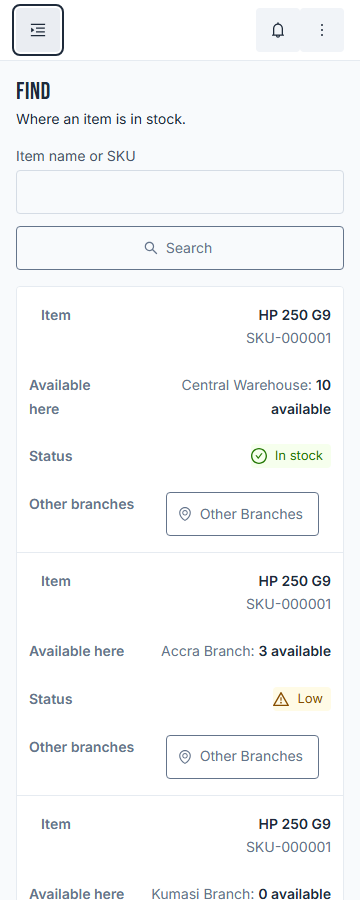 FIND
Where an item is in stock.
Item name or SKU
Search
Item HP 250 G9
SKU-000001
Available here Central Warehouse: 10 available
Status In stock
Other branches Other Branches
Item HP 250 G9
SKU-000001
Available here Accra Branch: 3 available
Status Low
Other branches Other Branches
Item HP 250 G9
SKU-000001
Available here Kumasi Branch: 0 available